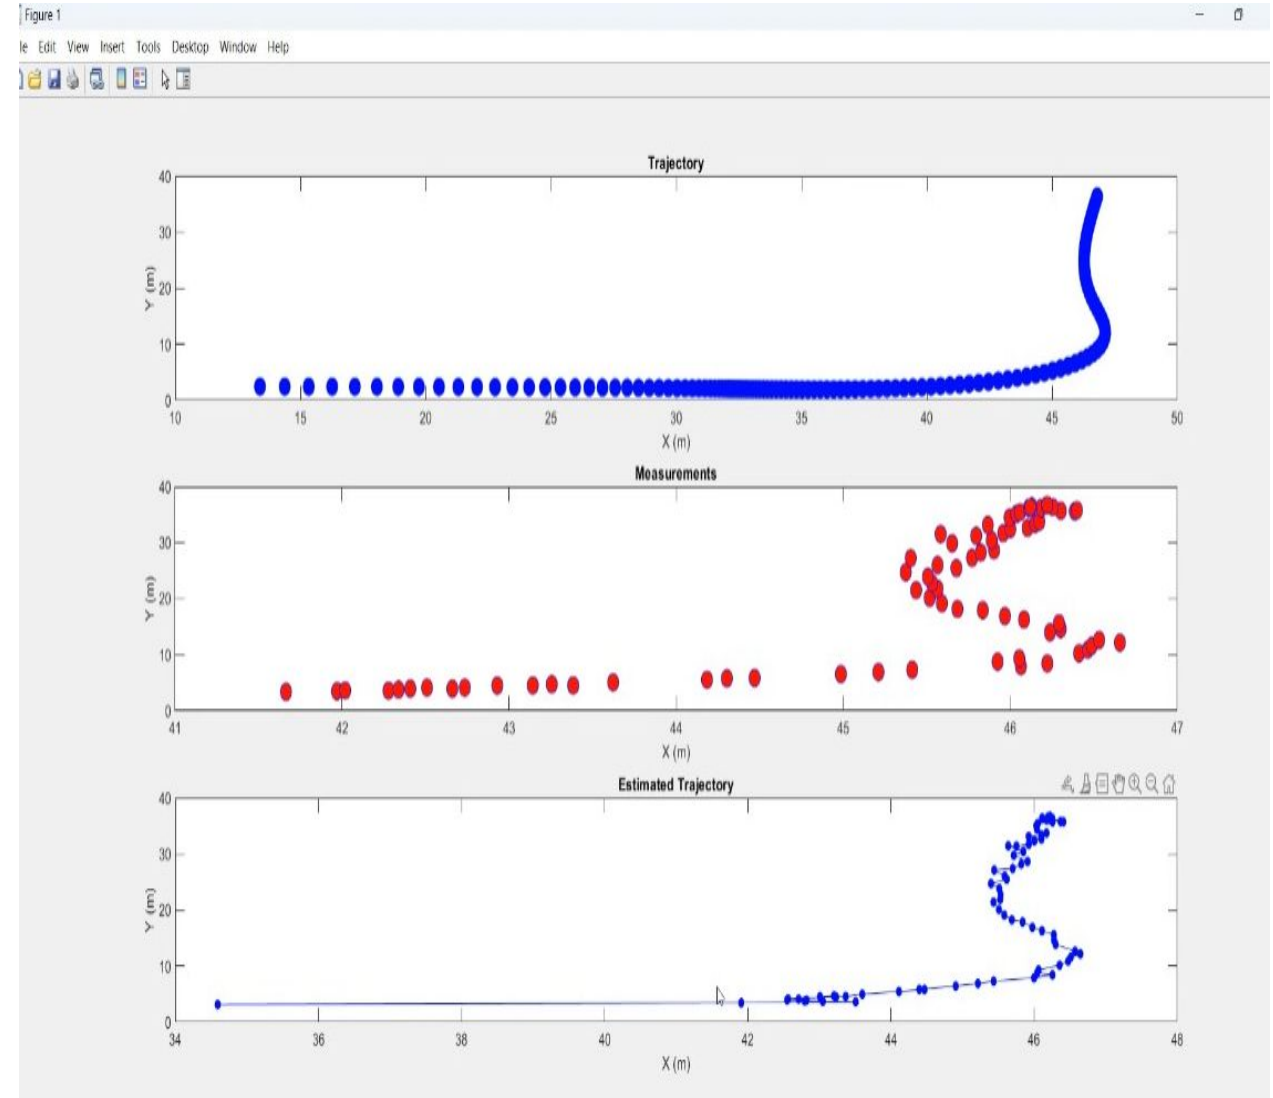 Figure 1
le Edit View Insert Tools Desktop Window Help
Trajectory
40
30
20
10
0
Y (m)
10 15 20 25 30 35 40 45 50
X (m)
Measurements
40
30
20
10
0
Y (m)
41 42 43 44 45 46 47
X (m)
Estimated Trajectory
40
30
20
10
0
Y (m)
34 36 38 40 42 44 46 48
X (m)